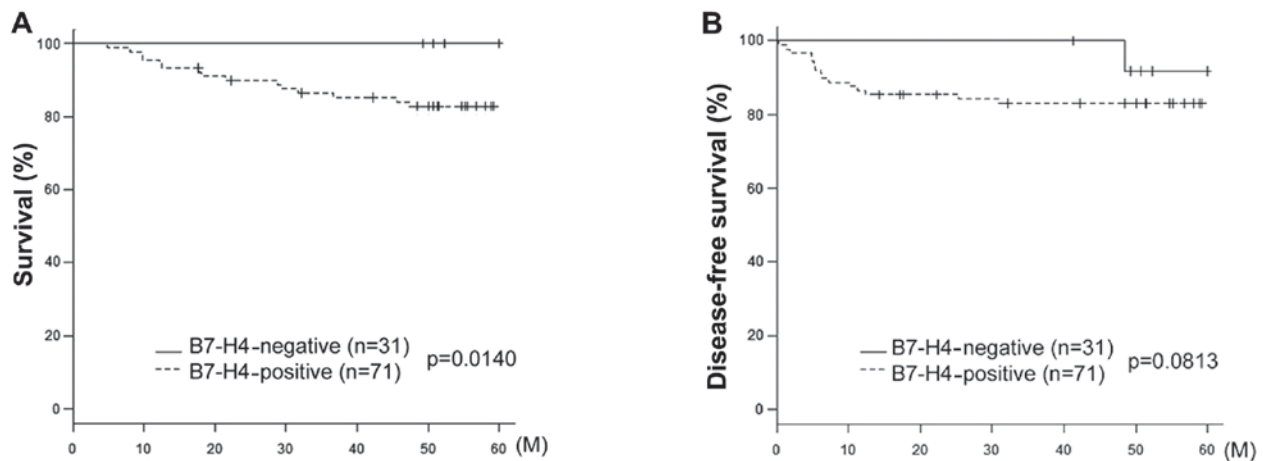 A
Survival (%)
100
80
60
40
20
0
B7-H4-negative (n=31)
B7-H4-positive (n=71)
p=0.0140
0 10 20 30 40 50 60 (M)
B
Disease-free survival (%)
100
80
60
40
20
0
B7-H4-negative (n=31)
B7-H4-positive (n=71)
p=0.0813
0 10 20 30 40 50 60 (M)